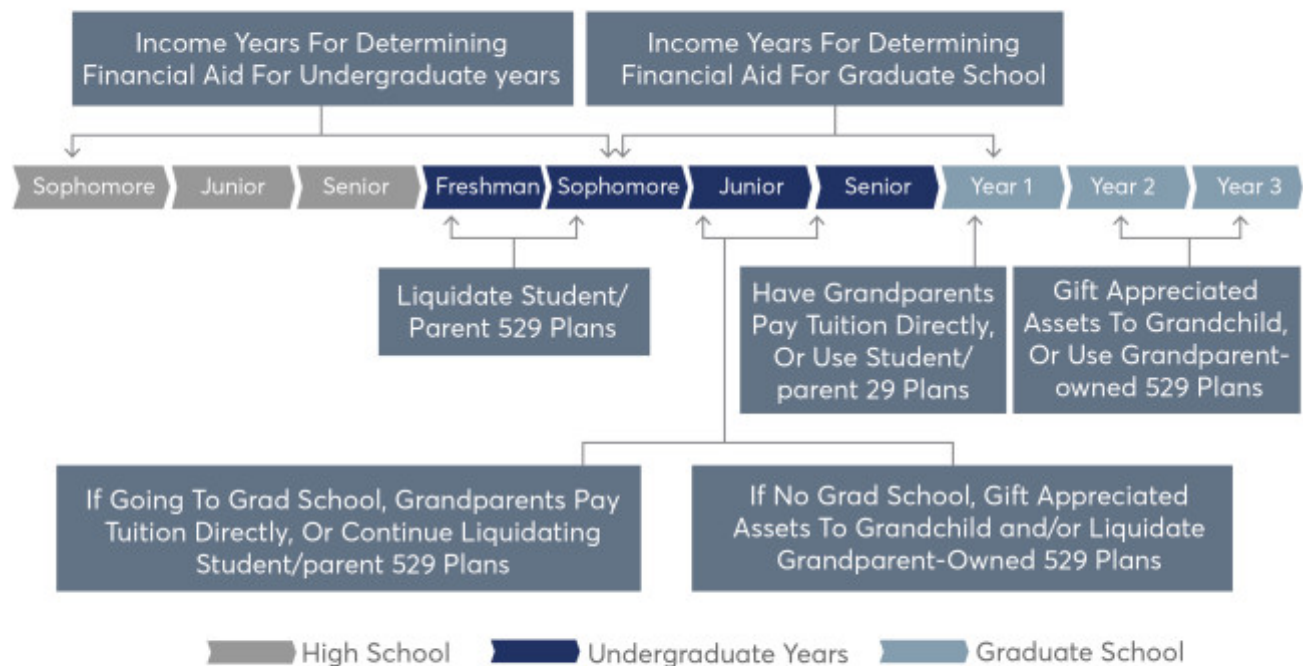 Income Years For Determining
Financial Aid For Undergraduate years
Income Years For Determining
Financial Aid For Graduate School
Sophomore
Junior
Senior
Freshman
Sophomore
Junior
Senior
Year 1
Year 2
Year 3
Liquidate Student/
Parent 529 Plans
Have Grandparents
Pay Tuition Directly,
Or Use Student/
parent 29 Plans
Gift Appreciated
Assets To Grandchild,
Or Use Grandparent-
owned 529 Plans
If Going To Grad School, Grandparents Pay
Tuition Directly, Or Continue Liquidating
Student/parent 529 Plans
If No Grad School, Gift Appreciated
Assets To Grandchild and/or Liquidate
Grandparent-Owned 529 Plans
High School
Undergraduate Years
Graduate School